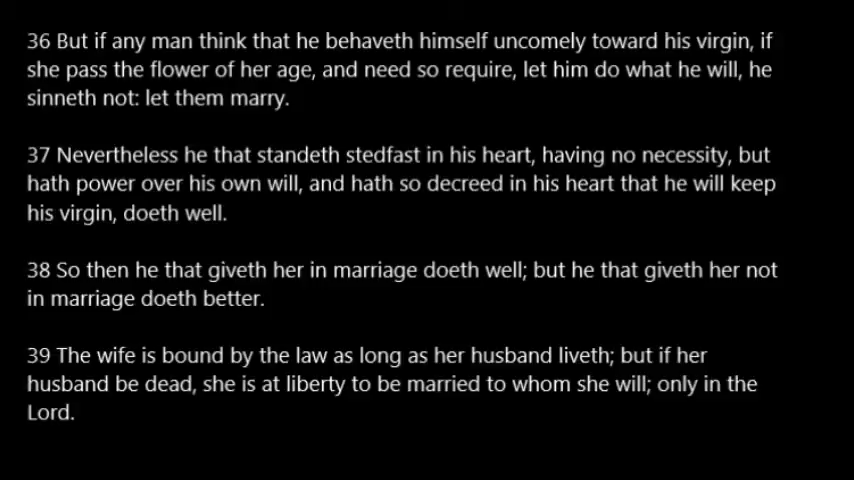 36 But if any man think that he behaveth himself uncomely toward his virgin, if
she pass the flower of her age, and need so require, let him do what he will, he
sinneth not: let them marry.
37 Nevertheless he that standeth stedfast in his heart, having no necessity, but
hath power over his own will, and hath so decreed in his heart that he will keep
his virgin, doeth well.
38 So then he that giveth her in marriage doeth well; but he that giveth her not
in marriage doeth better.
39 The wife is bound by the law as long as her husband liveth; but if her
husband be dead, she is at liberty to be married to whom she will; only in the
Lord.